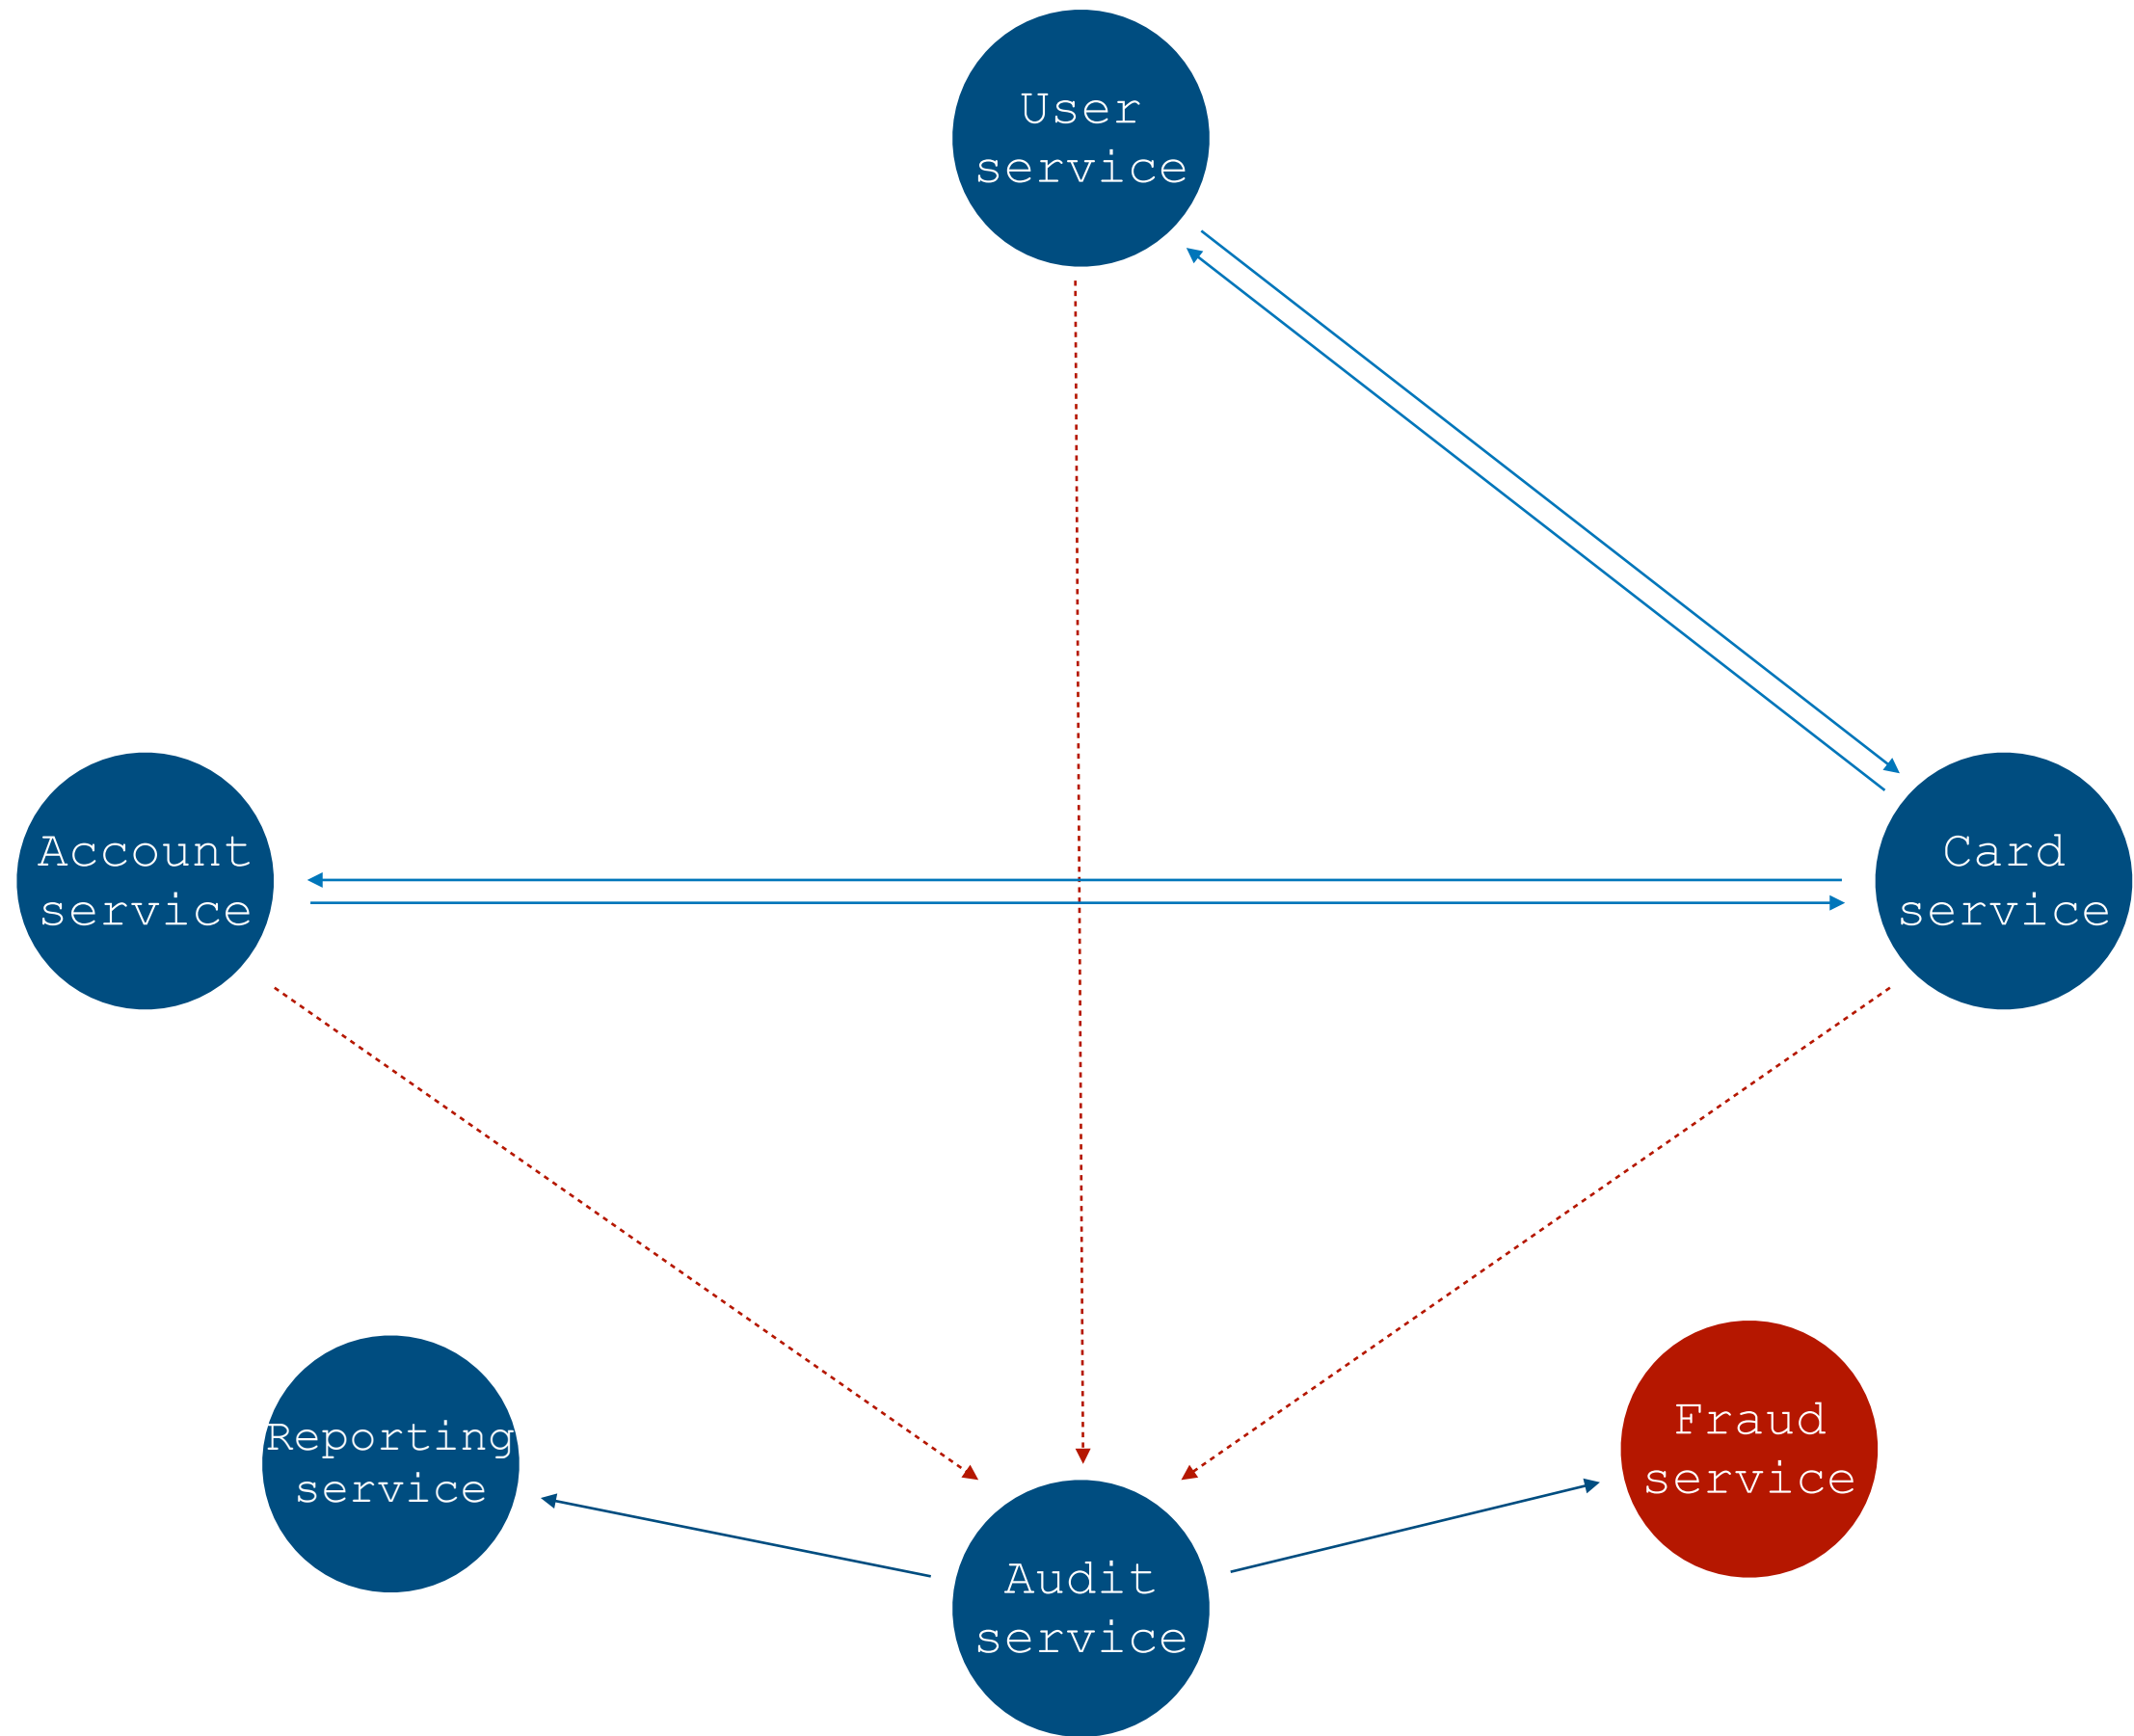 User
service
Account
service
Card
service
Reporting
service
Fraud
service
Audit
service